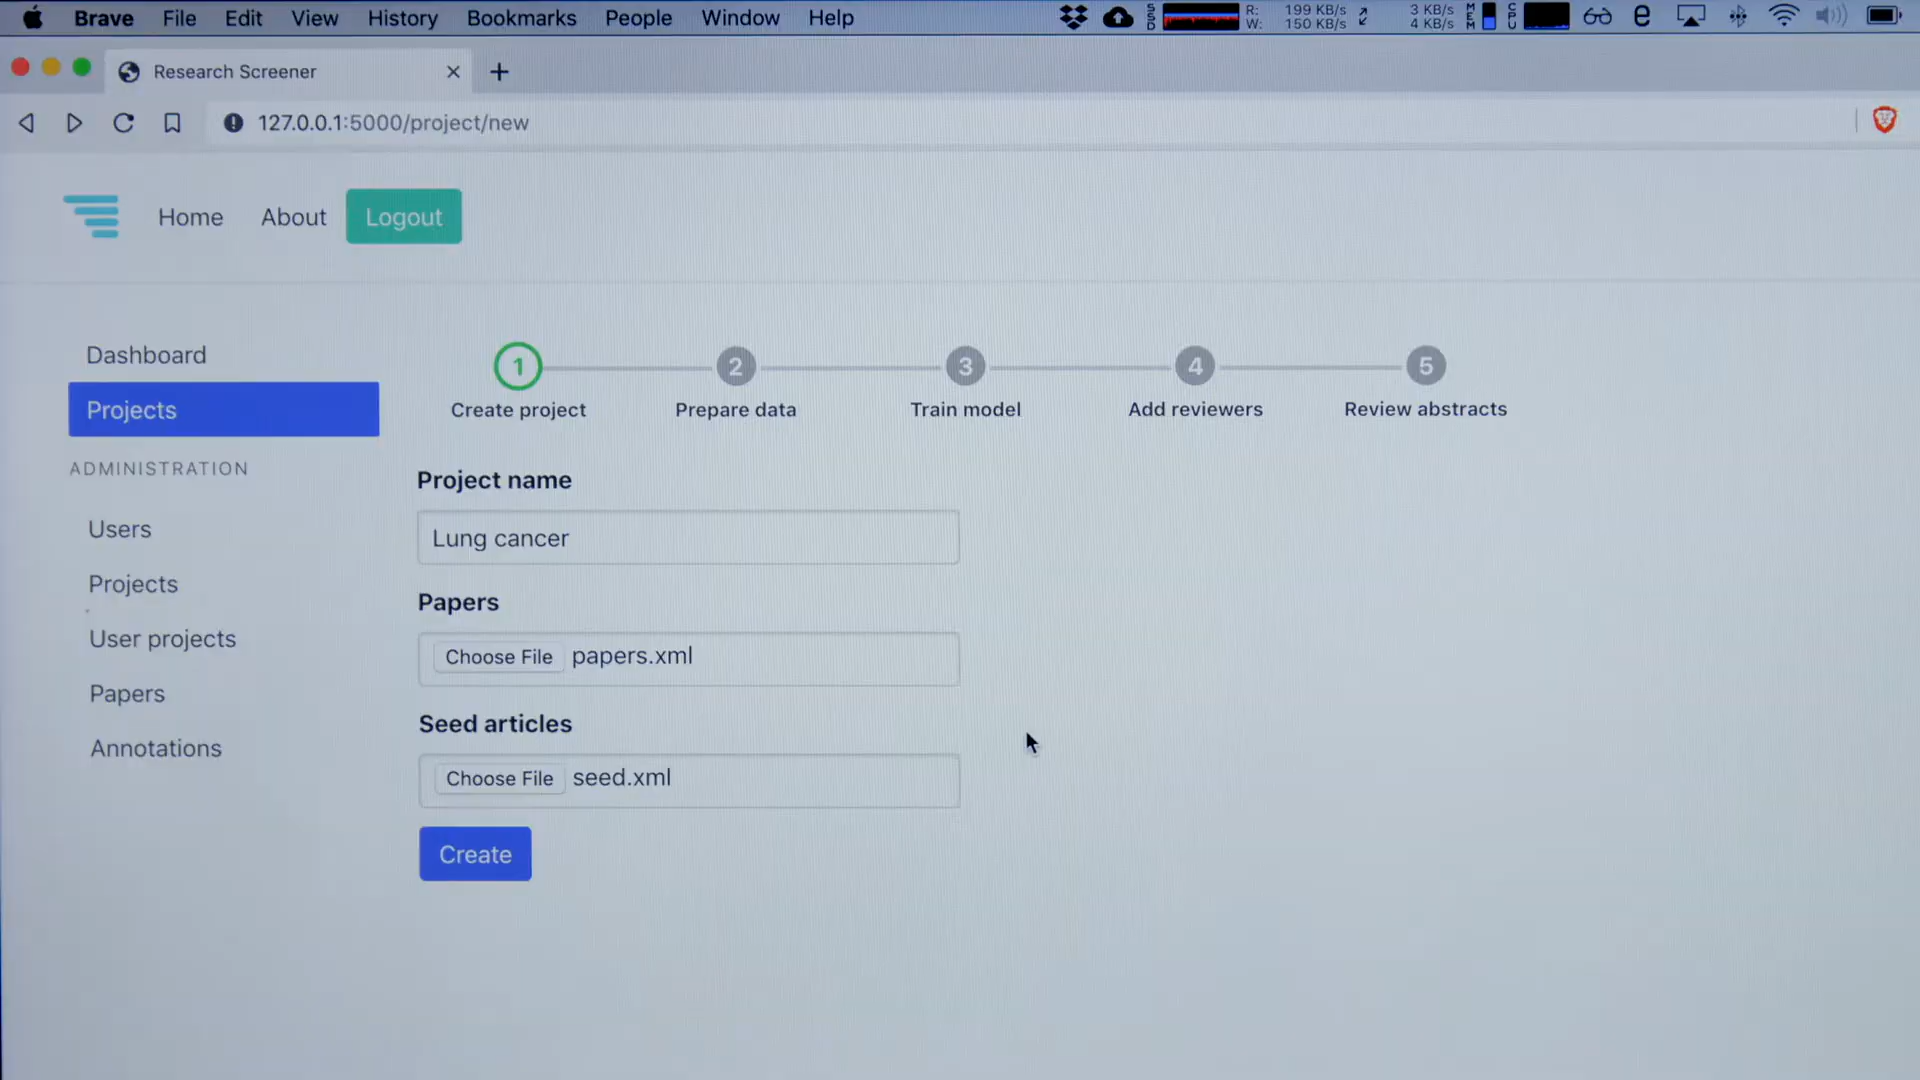 Brave File Edit View History Bookmarks People Window Help
SSD R: 199 KB/s W: 150 KB/s 3 KB/s 4 KB/s MEM CPU
Research Screener
127.0.0.1:5000/project/new
Home About Logout
Dashboard
Projects
ADMINISTRATION
Users
Projects
User projects
Papers
Annotations
1 2 3 4 5
Create project Prepare data Train model Add reviewers Review abstracts
Project name
Lung cancer
Papers
Choose File papers.xml
Seed articles
Choose File seed.xml
Create